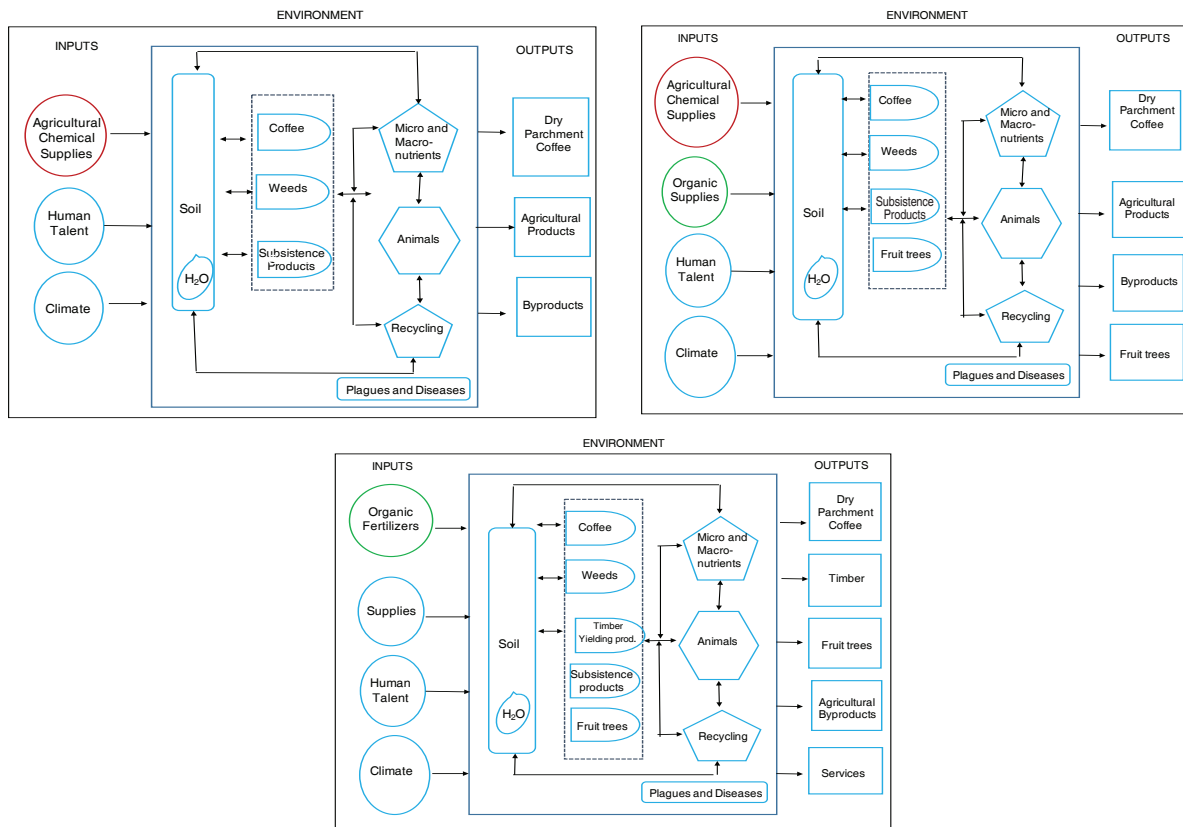 ENVIRONMENT
INPUTS
OUTPUTS
Agricultural
Chemical
Supplies
Human
Talent
Climate
Soil
H2O
Coffee
Weeds
Subsistence
Products
Micro and
Macro-
nutrients
Animals
Recycling
Plagues and Diseases
Dry
Parchment
Coffee
Agricultural
Products
Byproducts
ENVIRONMENT
INPUTS
OUTPUTS
Agricultural
Chemical
Supplies
Organic
Supplies
Human
Talent
Climate
Soil
H2O
Coffee
Weeds
Subsistence
Products
Fruit trees
Micro and
Macro-
nutrients
Animals
Recycling
Plagues and Diseases
Dry
Parchment
Coffee
Agricultural
Products
Byproducts
Fruit trees
ENVIRONMENT
INPUTS
OUTPUTS
Organic
Fertilizers
Supplies
Human
Talent
Climate
Soil
H2O
Coffee
Weeds
Timber
Yielding prod.
Subsistence
products
Fruit trees
Micro and
Macro-
nutrients
Animals
Recycling
Plagues and Diseases
Dry
Parchment
Coffee
Timber
Fruit trees
Agricultural
Byproducts
Services